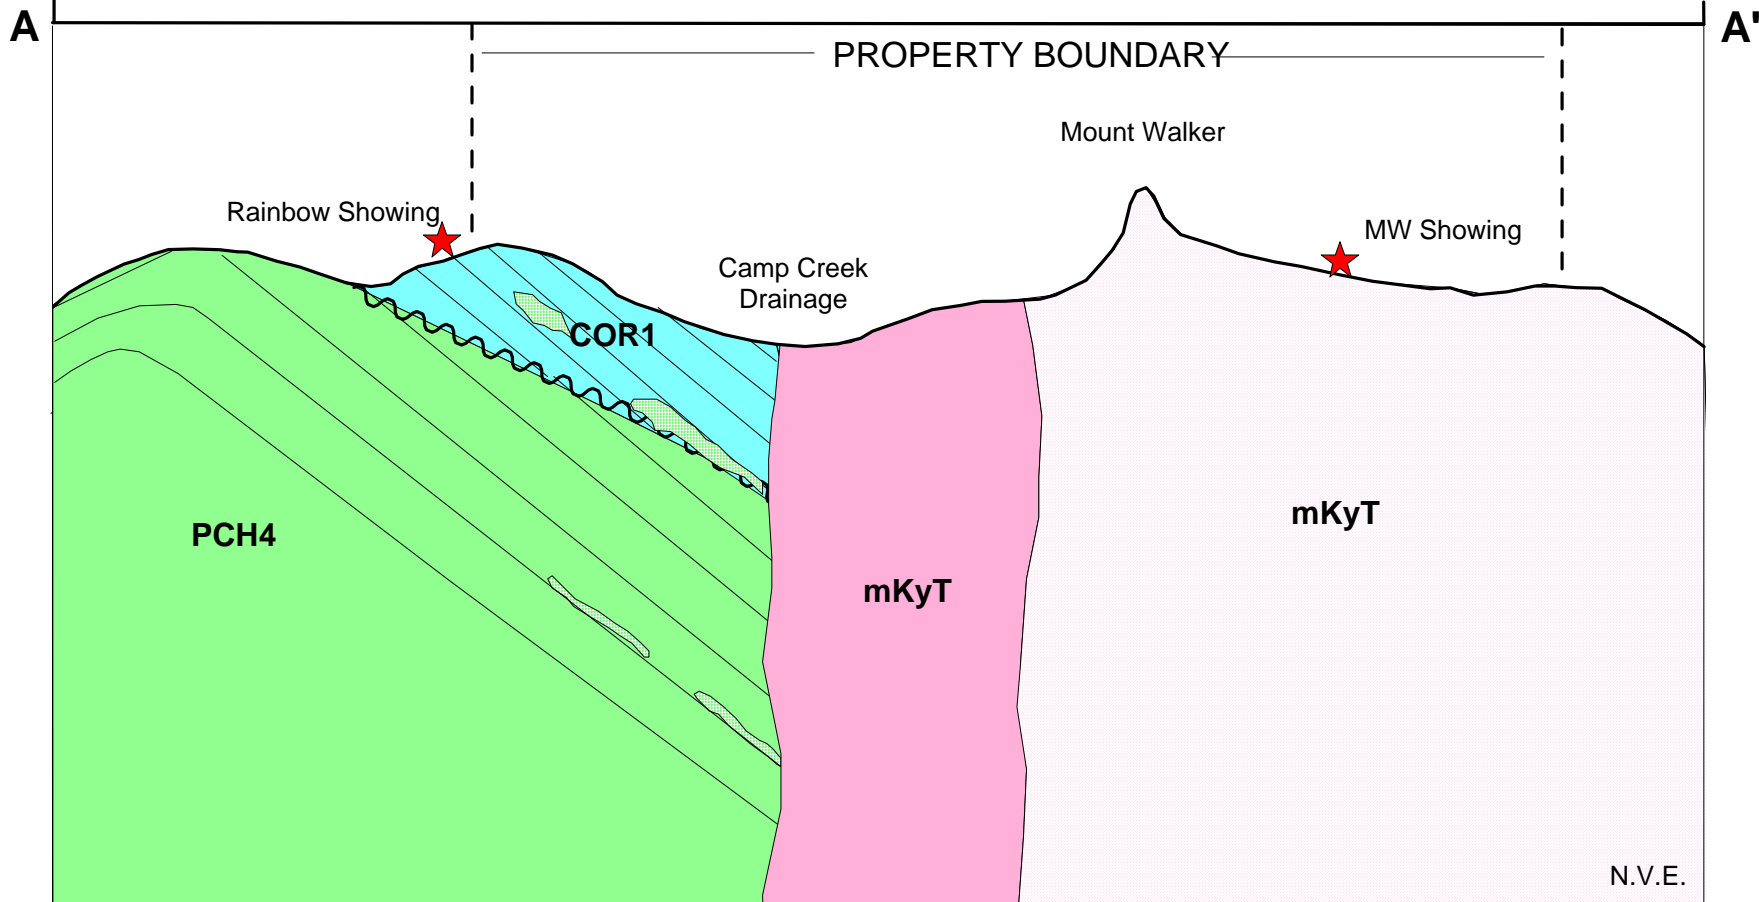 A
A'
PROPERTY BOUNDARY
Mount Walker
Rainbow Showing
MW Showing
Camp Creek
Drainage
COR1
PCH4
mKyT
mKyT
N.V.E.